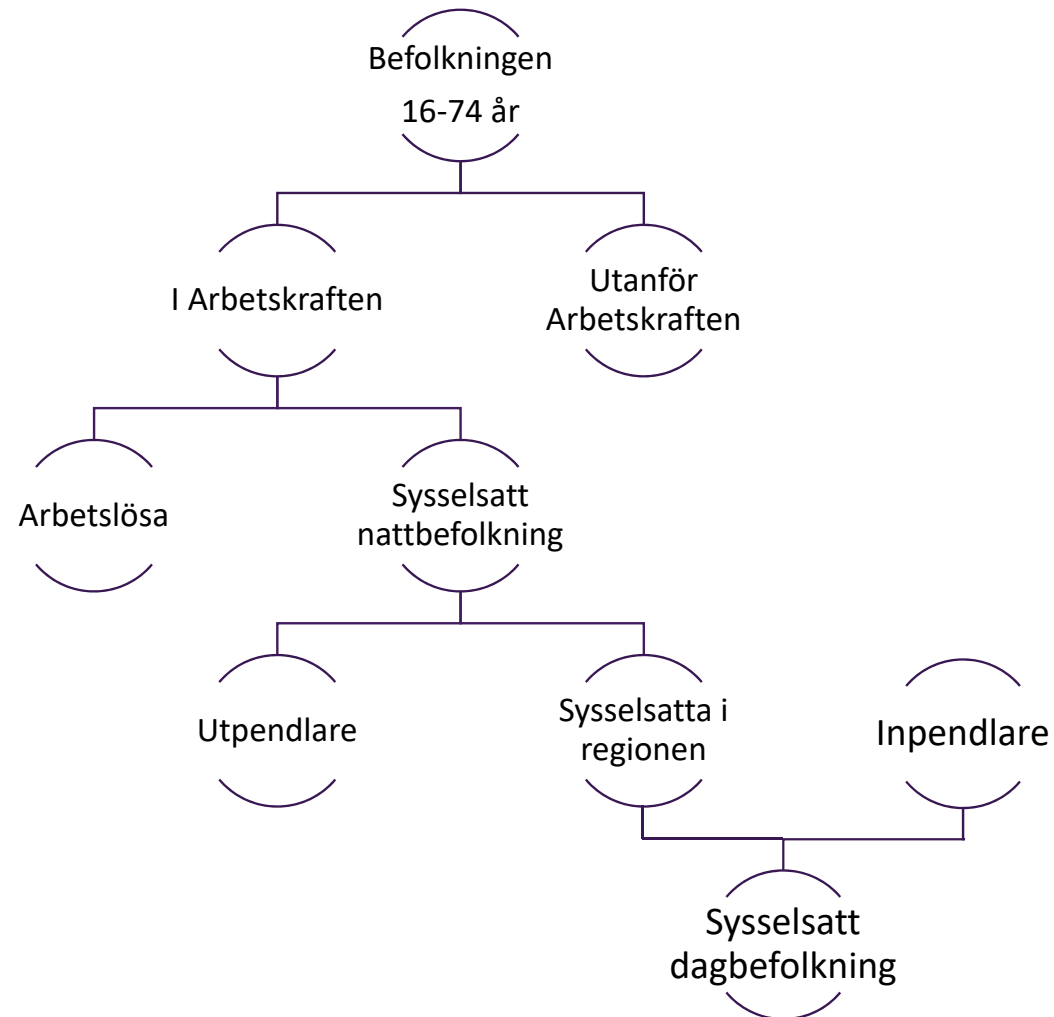 Befolkningen
16-74 år
I Arbetskraften
Utanför
Arbetskraften
Arbetslösa
Sysselsatt
nattbefolkning
Utpendlare
Sysselsatta i
regionen
Inpendlare
Sysselsatt
dagbefolkning